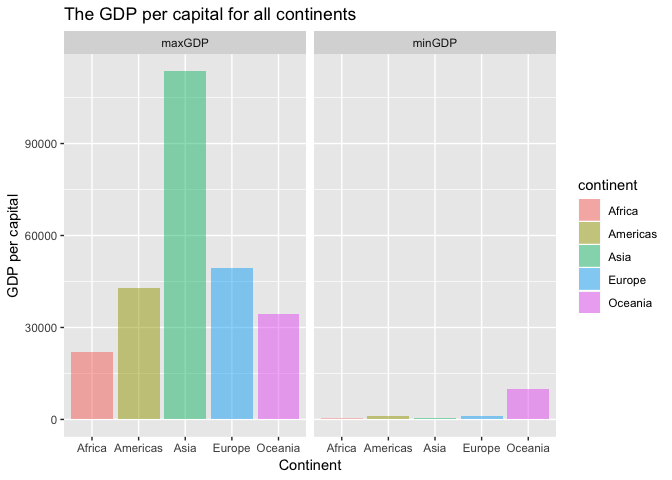 The GDP per capital for all continents
maxGDP
minGDP
GDP per capital
90000
60000
30000
0
Africa Americas Asia Europe Oceania
Africa Americas Asia Europe Oceania
Continent
continent
Africa
Americas
Asia
Europe
Oceania